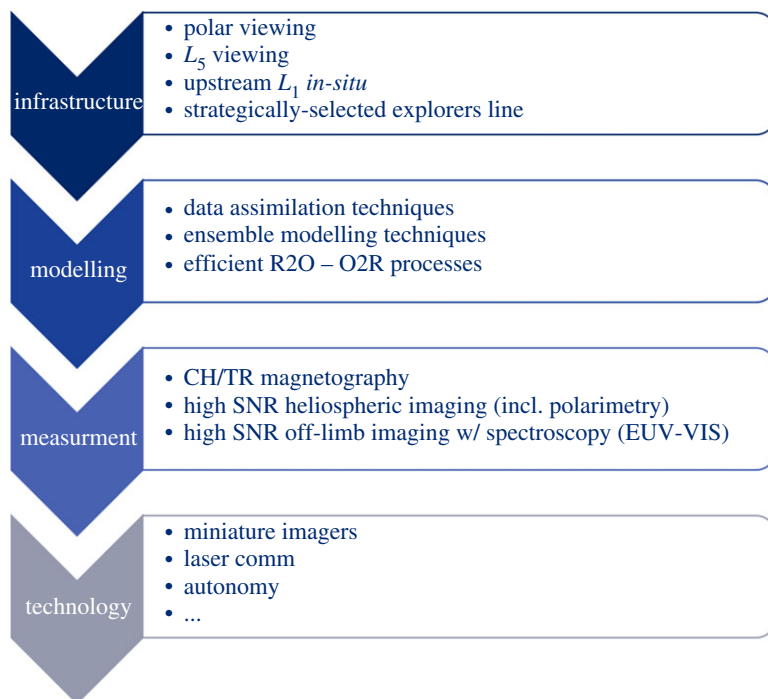 infrastructure
• polar viewing
• L5 viewing
• upstream L1 in-situ
• strategically-selected explorers line
modelling
• data assimilation techniques
• ensemble modelling techniques
• efficient R2O – O2R processes
measurment
• CH/TR magnetography
• high SNR heliospheric imaging (incl. polarimetry)
• high SNR off-limb imaging w/ spectroscopy (EUV-VIS)
technology
• miniature imagers
• laser comm
• autonomy
• ...